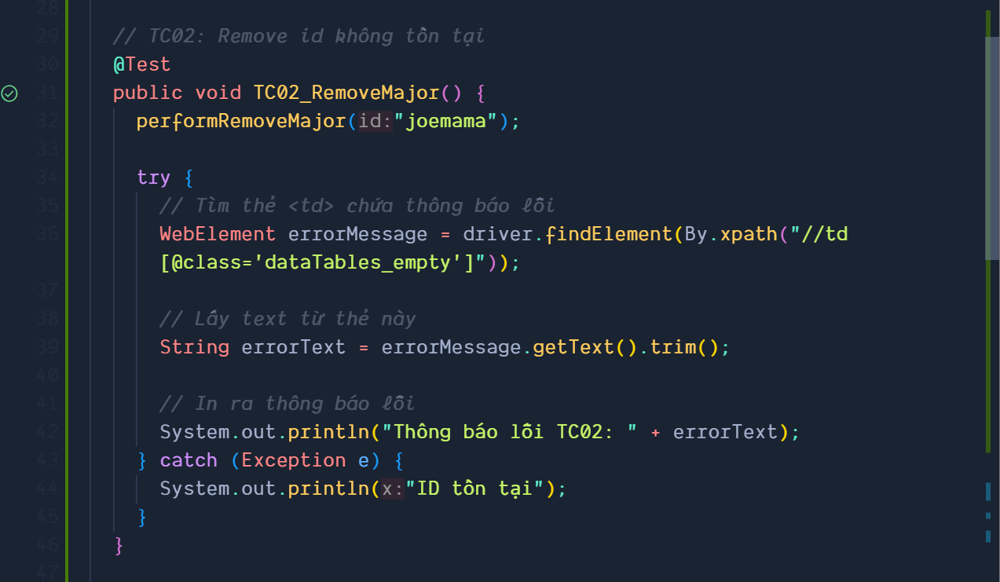 28
29 // TC02: Remove id không tồn tại
30 @Test
31 public void TC02_RemoveMajor() {
32 performRemoveMajor(id:"joemama");
33
34 try {
35 // Tìm thẻ <td> chứa thông báo lỗi
36 WebElement errorMessage = driver.findElement(By.xpath("//td
[@class='dataTables_empty']"));
37
38 // Lấy text từ thẻ này
39 String errorText = errorMessage.getText().trim();
40
41 // In ra thông báo lỗi
42 System.out.println("Thông báo lỗi TC02: " + errorText);
43 } catch (Exception e) {
44 System.out.println(x:"ID tồn tại");
45 }
46 }
47